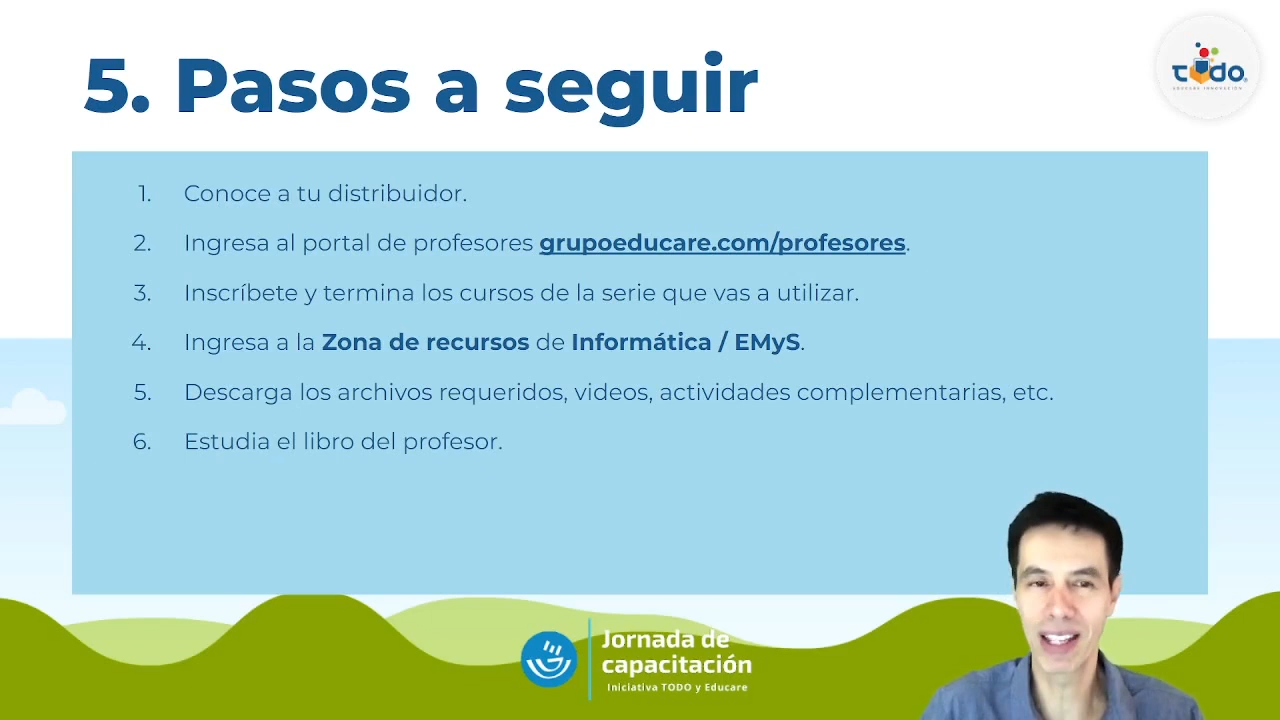 5. Pasos a seguir
TODO
EDUCARE INNOVACIÓN
1. Conoce a tu distribuidor.
2. Ingresa al portal de profesores grupoeducare.com/profesores.
3. Inscríbete y termina los cursos de la serie que vas a utilizar.
4. Ingresa a la Zona de recursos de Informática / EMyS.
5. Descarga los archivos requeridos, videos, actividades complementarias, etc.
6. Estudia el libro del profesor.
Jornada de
capacitación
Iniciativa TODO y Educare